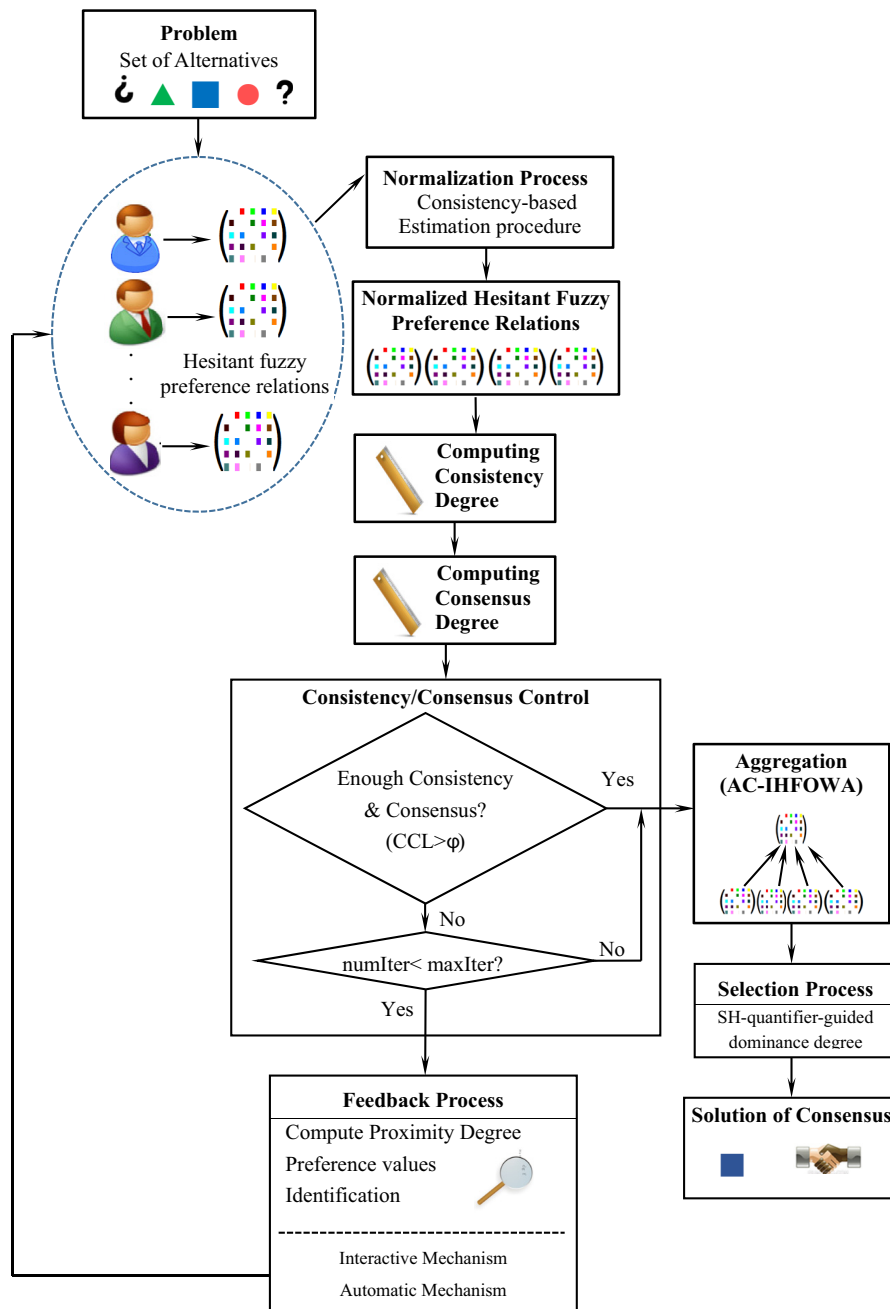 Problem
Set of Alternatives
¿ ?
Normalization Process
Consistency-based
Estimation procedure
Normalized Hesitant Fuzzy
Preference Relations
Hesitant fuzzy
preference relations
Computing
Consistency
Degree
Computing
Consensus
Degree
Consistency/Consensus Control
Enough Consistency
& Consensus?
(CCL>φ)
Yes
No
numIter< maxIter?
No
Yes
Aggregation
(AC-IHFOWA)
Selection Process
SH-quantifier-guided
dominance degree
Solution of Consensus
Feedback Process
Compute Proximity Degree
Preference values
Identification
Interactive Mechanism
Automatic Mechanism